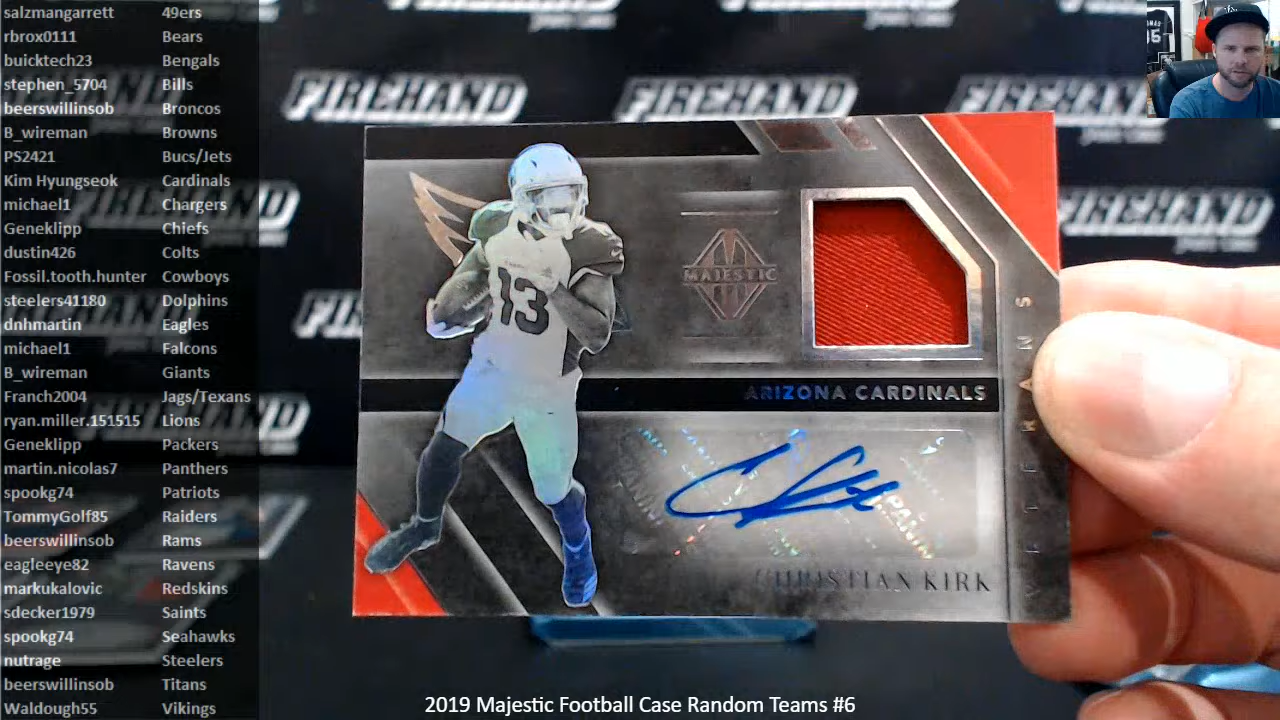 salzmangarrett 49ers
rbrox0111 Bears
buicktech23 Bengals
stephen_5704 Bills
beerswillinsob Broncos
B_wireman Browns
PS2421 Bucs/Jets
Kim Hyungseok Cardinals
michael1 Chargers
Geneklipp Chiefs
dustin426 Colts
Fossil.tooth.hunter Cowboys
steelers41180 Dolphins
dnhmartin Eagles
michael1 Falcons
B_wireman Giants
Franch2004 Jags/Texans
ryan.miller.151515 Lions
Geneklipp Packers
martin.nicolas7 Panthers
spookg74 Patriots
TommyGolf85 Raiders
beerswillinsob Rams
eagleeye82 Ravens
markukalovic Redskins
sdecker1979 Saints
spookg74 Seahawks
nutrage Steelers
beerswillinsob Titans
Waldough55 Vikings
FIREHAND
FIREHAND
FIREHAND
FIREHAND
85
13
MAJESTIC
ARIZONA CARDINALS
CHRISTIAN KIRK
2019 Majestic Football Case Random Teams #6